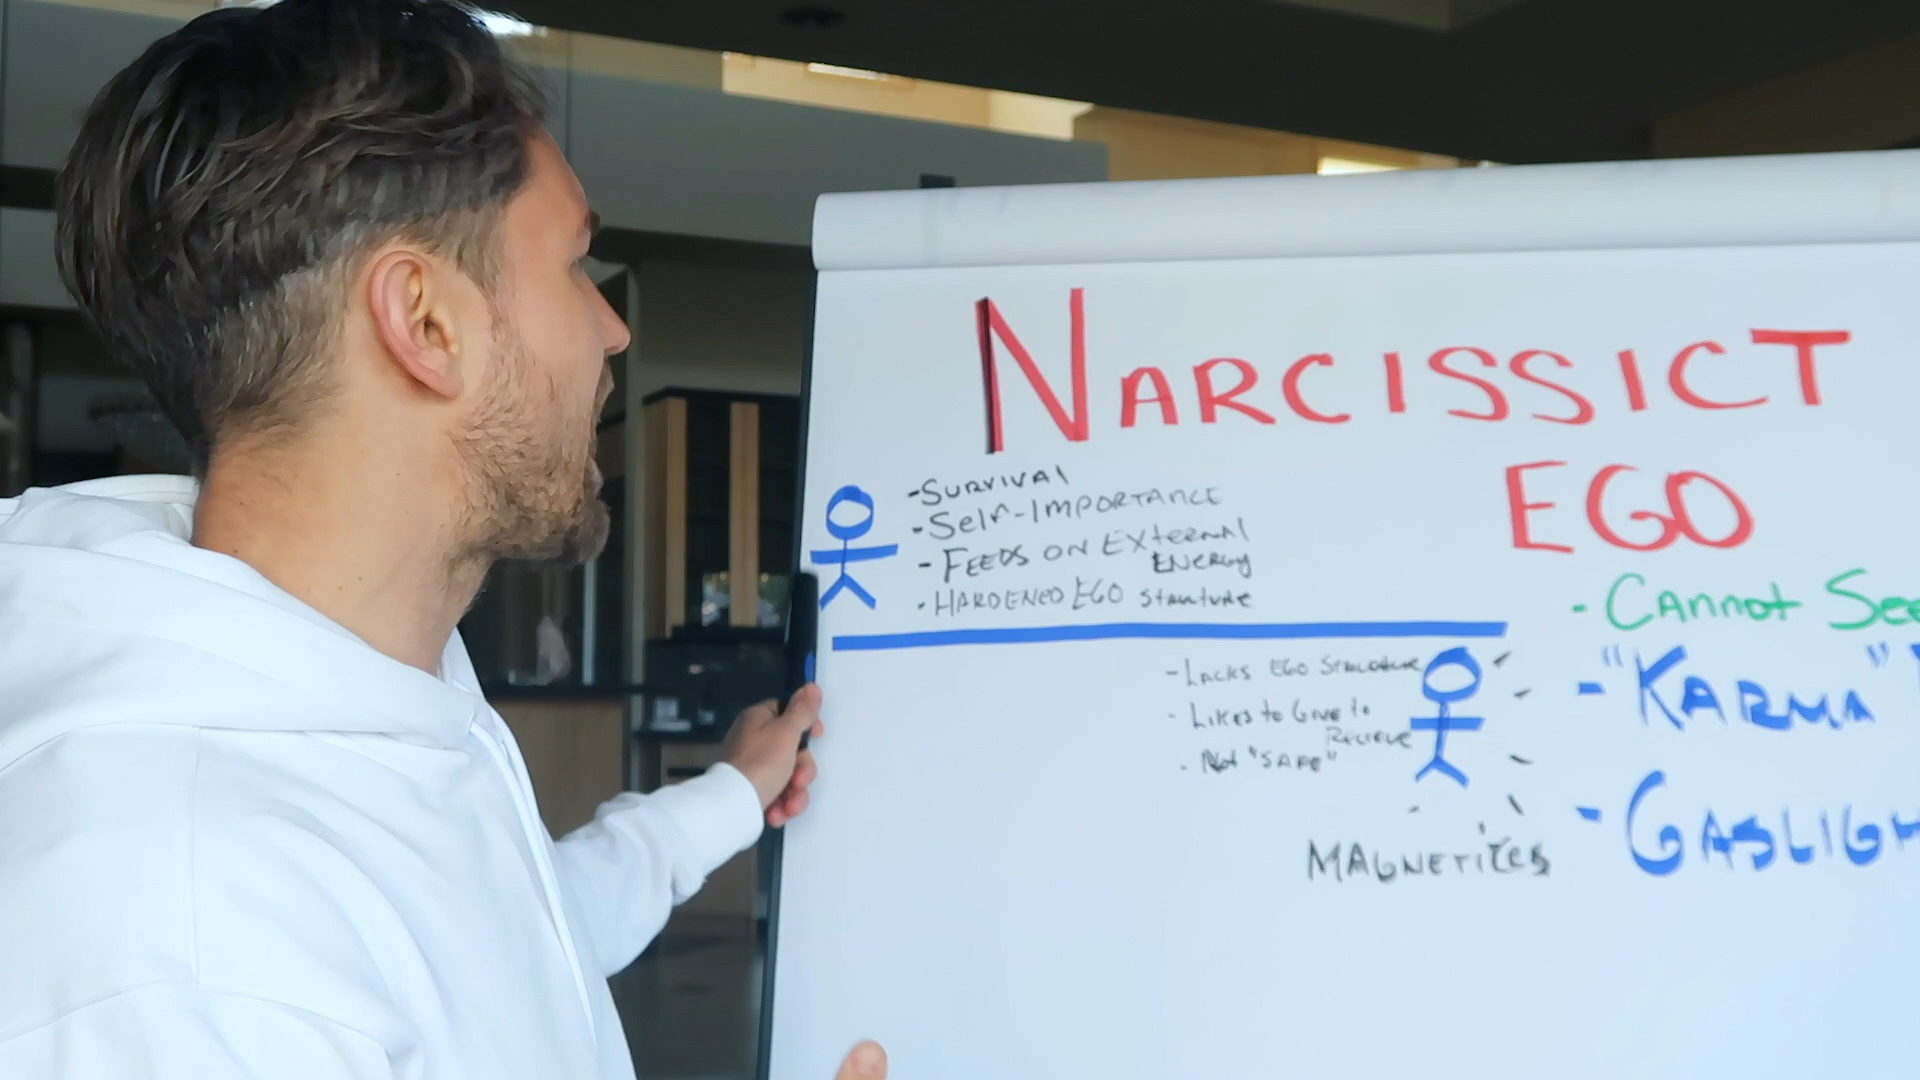 NARCISSICT
EGO
-SURVIVAL
-Self-IMPORTANCE
- FEEDS ON EXternAL
ENERGY
- HARDENED EGO Structure
- LACKS EGO Structure
- LIKES to Give to
RECIEVE
- Not "SAFE"
MAGNETIZES
- CAnnot See
- "KARMA"
- GASLIGH